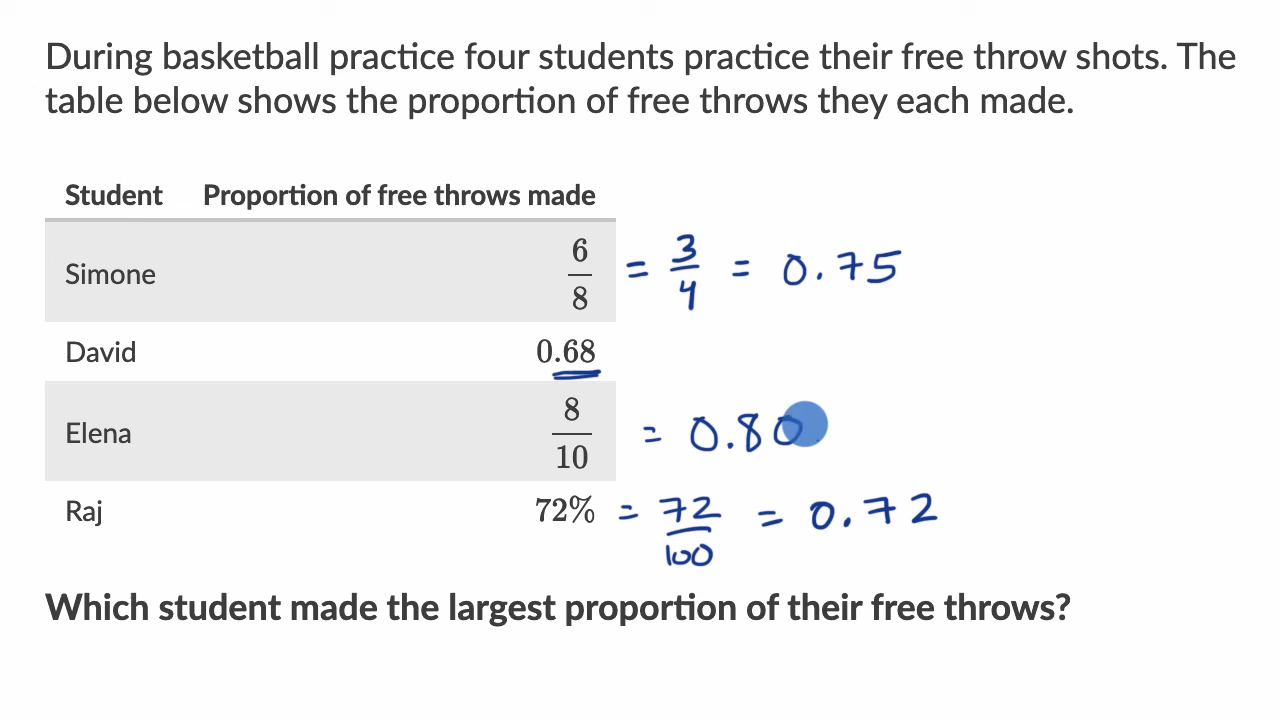 During basketball practice four students practice their free throw shots. The
table below shows the proportion of free throws they each made.
Student Proportion of free throws made
Simone 6/8 = 3/4 = 0.75
David 0.68
Elena 8/10 = 0.80
Raj 72% = 72/100 = 0.72
Which student made the largest proportion of their free throws?